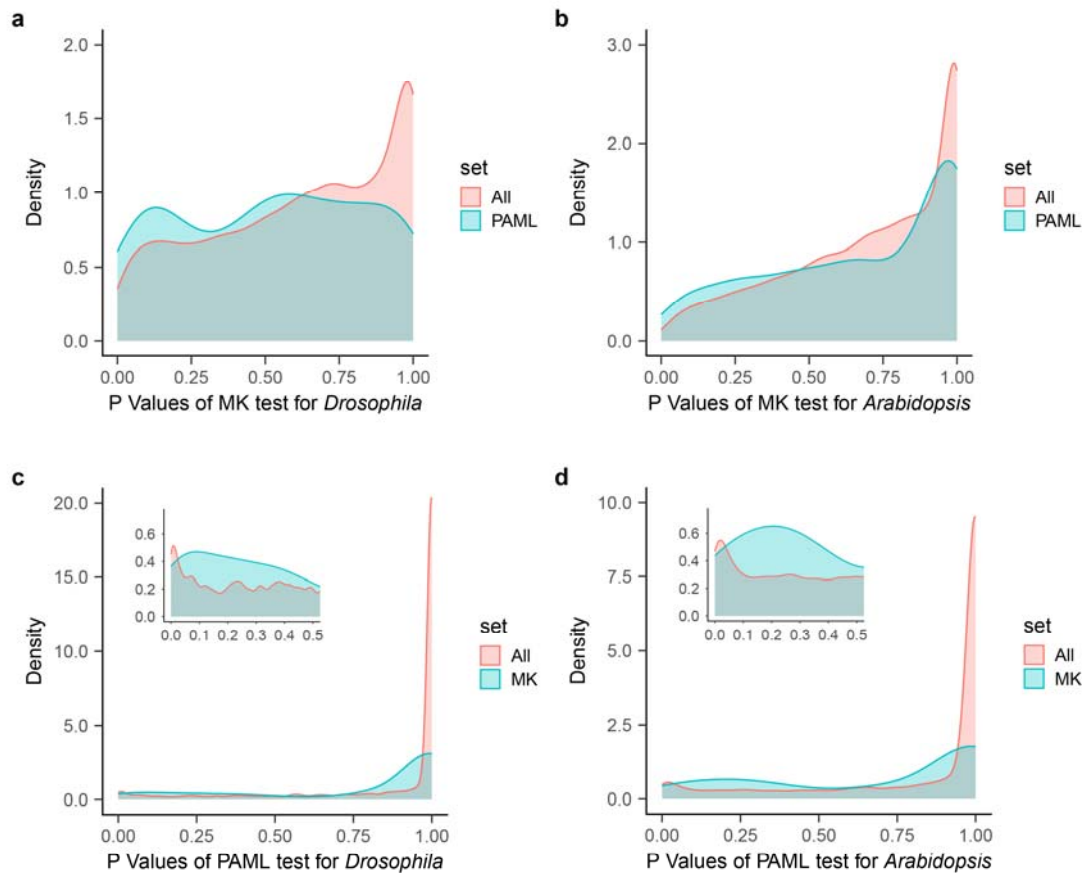 a
2.0
1.5
1.0
0.5
0.0
Density
0.00 0.25 0.50 0.75 1.00
P Values of MK test for Drosophila
set
All
PAML
b
3.0
2.0
1.0
0.0
Density
0.00 0.25 0.50 0.75 1.00
P Values of MK test for Arabidopsis
set
All
PAML
c
20.0
15.0
10.0
5.0
0.0
Density
0.6
0.4
0.2
0.0
0.0 0.1 0.2 0.3 0.4 0.5
0.00 0.25 0.50 0.75 1.00
P Values of PAML test for Drosophila
set
All
MK
d
10.0
7.5
5.0
2.5
0.0
Density
0.6
0.4
0.2
0.0
0.0 0.1 0.2 0.3 0.4 0.5
0.00 0.25 0.50 0.75 1.00
P Values of PAML test for Arabidopsis
set
All
MK